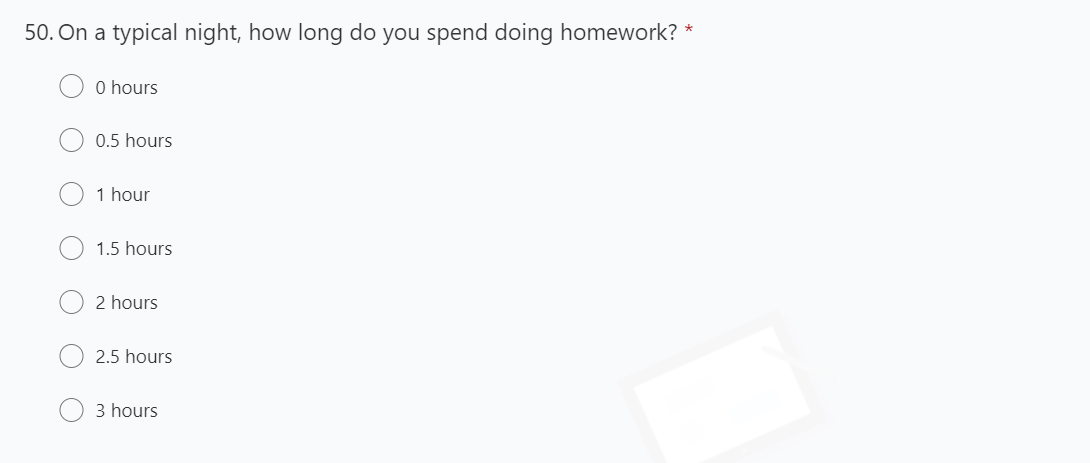 50. On a typical night, how long do you spend doing homework? *
0 hours
0.5 hours
1 hour
1.5 hours
2 hours
2.5 hours
3 hours